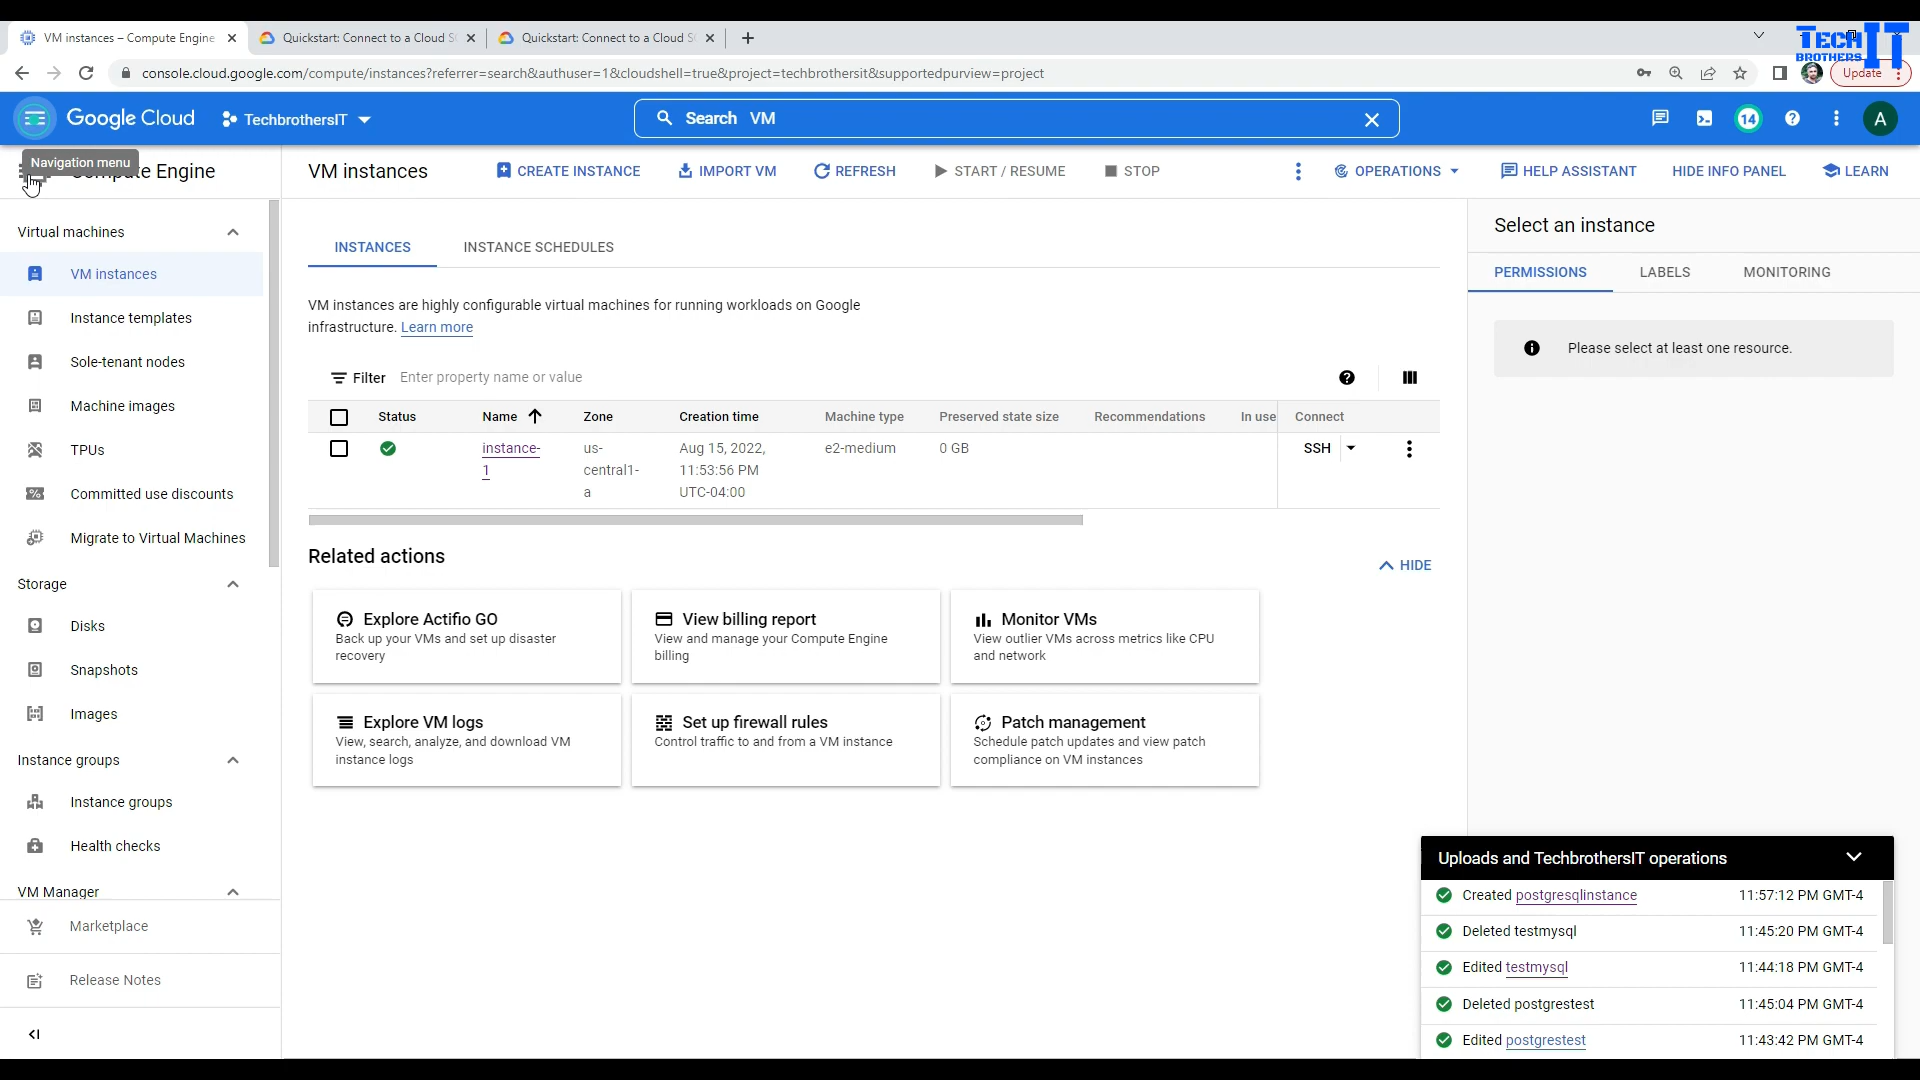 VM instances – Compute Engine
Quickstart: Connect to a Cloud S
Quickstart: Connect to a Cloud S
TECH IT
BROTHERS
console.cloud.google.com/compute/instances?referrer=search&authuser=1&cloudshell=true&project=techbrothersit&supportedpurview=project
Update
Google Cloud
TechbrothersIT
Search VM
14
A
Navigation menu
Compute Engine
VM instances
CREATE INSTANCE
IMPORT VM
REFRESH
START / RESUME
STOP
OPERATIONS
HELP ASSISTANT
HIDE INFO PANEL
LEARN
Virtual machines
VM instances
Instance templates
Sole-tenant nodes
Machine images
TPUs
Committed use discounts
Migrate to Virtual Machines
Storage
Disks
Snapshots
Images
Instance groups
Instance groups
Health checks
VM Manager
Marketplace
Release Notes
INSTANCES
INSTANCE SCHEDULES
VM instances are highly configurable virtual machines for running workloads on Google
infrastructure. Learn more
Filter Enter property name or value
Status Name Zone Creation time Machine type Preserved state size Recommendations In use Connect
instance- us- Aug 15, 2022, e2-medium 0 GB SSH
1 central1- 11:53:56 PM
a UTC-04:00
Related actions
HIDE
Explore Actifio GO
Back up your VMs and set up disaster
recovery
View billing report
View and manage your Compute Engine
billing
Monitor VMs
View outlier VMs across metrics like CPU
and network
Explore VM logs
View, search, analyze, and download VM
instance logs
Set up firewall rules
Control traffic to and from a VM instance
Patch management
Schedule patch updates and view patch
compliance on VM instances
Select an instance
PERMISSIONS
LABELS
MONITORING
Please select at least one resource.
Uploads and TechbrothersIT operations
Created postgresqlinstance 11:57:12 PM GMT-4
Deleted testmysql 11:45:20 PM GMT-4
Edited testmysql 11:44:18 PM GMT-4
Deleted postgrestest 11:45:04 PM GMT-4
Edited postgrestest 11:43:42 PM GMT-4